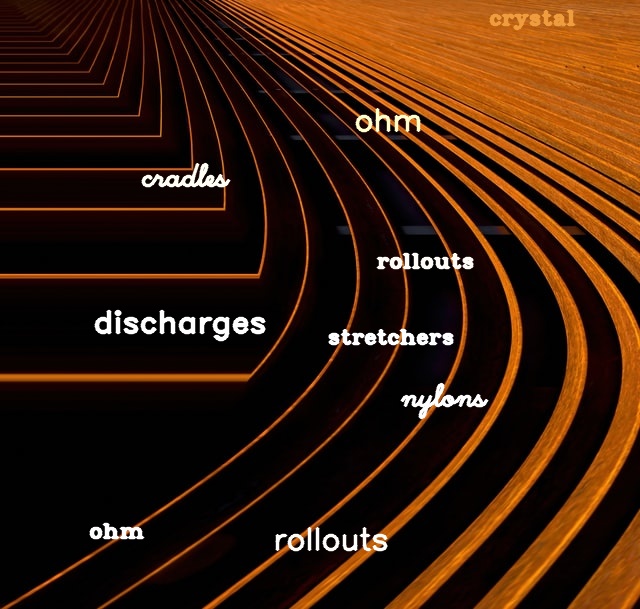 crystal
ohm
cradles
rollouts
discharges
stretchers
nylons
ohm
rollouts